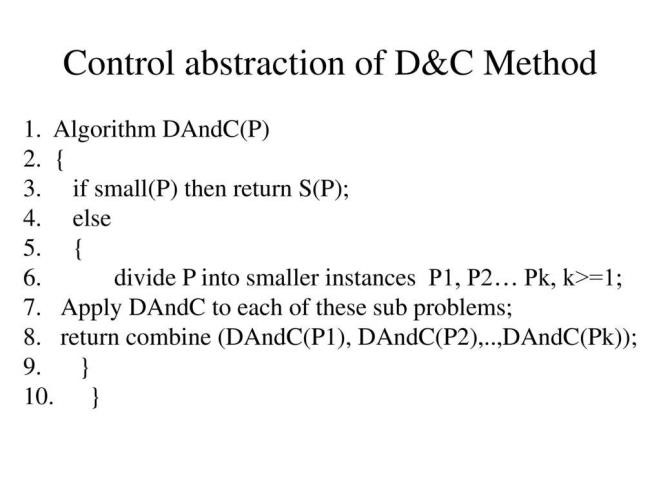 Control abstraction of D&C Method
1. Algorithm DAndC(P)
2. {
3. if small(P) then return S(P);
4. else
5. {
6. divide P into smaller instances P1, P2… Pk, k>=1;
7. Apply DAndC to each of these sub problems;
8. return combine (DAndC(P1), DAndC(P2),..,DAndC(Pk));
9. }
10. }